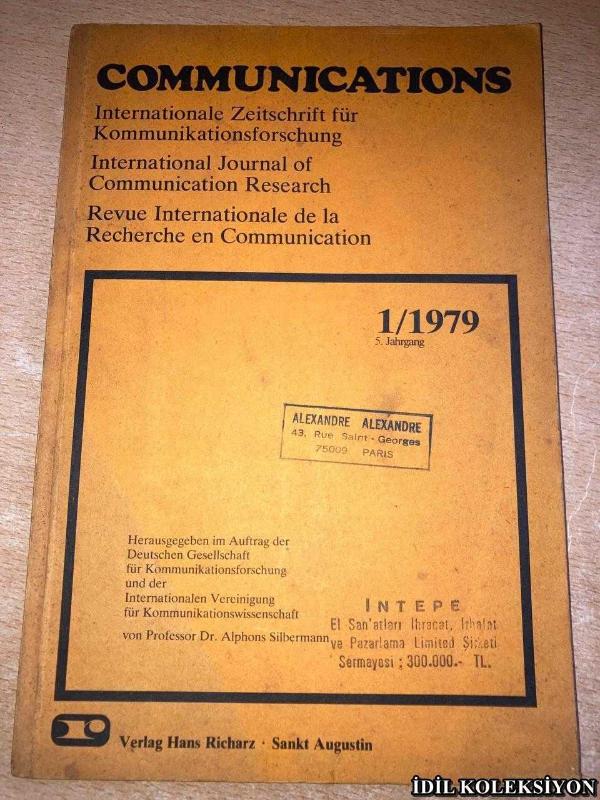 COMMUNICATIONS
Internationale Zeitschrift für
Kommunikationsforschung
International Journal of
Communication Research
Revue Internationale de la
Recherche en Communication
1/1979
5. Jahrgang
ALEXANDRE ALEXANDRE
43, Rue Saint-Georges
75009 PARIS
Herausgegeben im Auftrag der
Deutschen Gesellschaft
für Kommunikationsforschung
und der
Internationalen Vereinigung
für Kommunikationswissenschaft
von Professor Dr. Alphons Silbermann
INTEPE
El San'atları İhracat, İthalat
ve Pazarlama Limited Şirketi
Sermayesi : 300.000.- TL.
Verlag Hans Richarz · Sankt Augustin
İDİL KOLEKSİYON